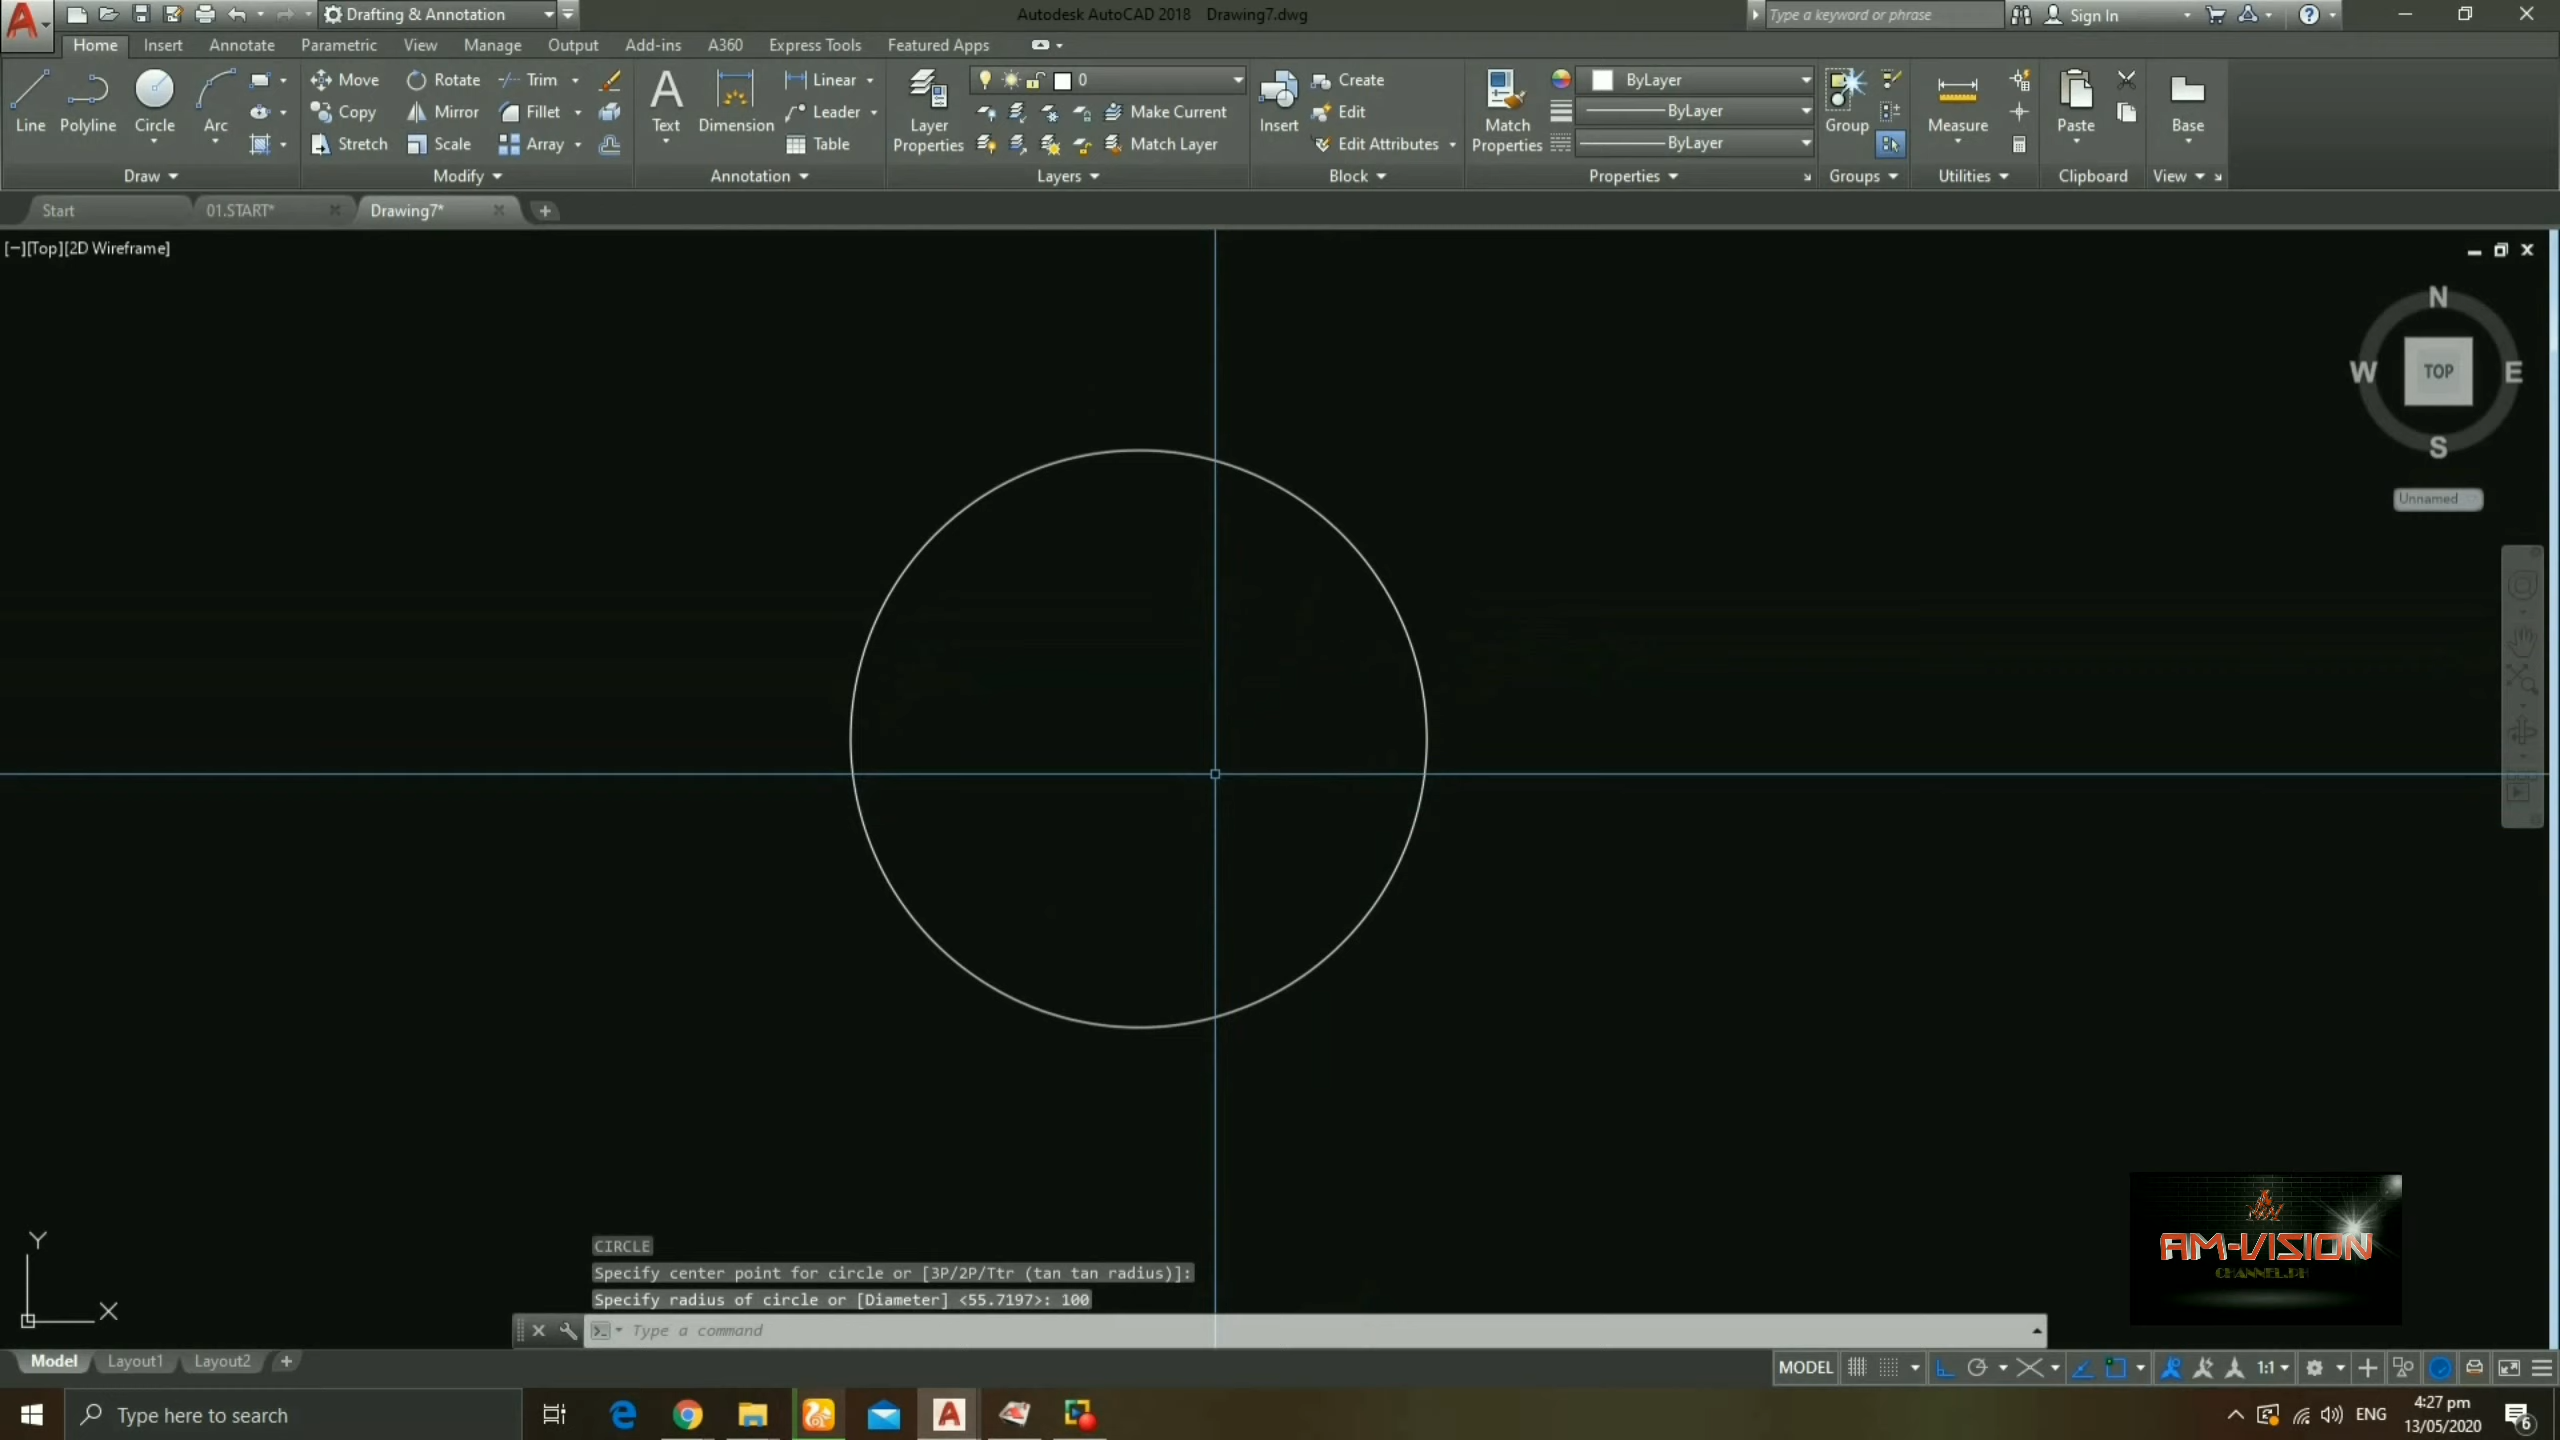 Drafting & Annotation
Autodesk AutoCAD 2018 Drawing7.dwg
Type a keyword or phrase
Sign In
Home Insert Annotate Parametric View Manage Output Add-ins A360 Express Tools Featured Apps
Line Polyline Circle Arc
Move Rotate Trim
Copy Mirror Fillet
Stretch Scale Array
Text Dimension
Linear
Leader
Table
Layer Properties
0
Make Current
Match Layer
Insert
Create
Edit
Edit Attributes
Match Properties
ByLayer
ByLayer
ByLayer
Group
Measure
Paste
Base
Draw Modify Annotation Layers Block Properties Groups Utilities Clipboard View
Start 01.START* Drawing7*
[−][Top][2D Wireframe]
N
W TOP E
S
Unnamed
Y
X
AM-VISION
CHANNEL.PH
CIRCLE
Specify center point for circle or [3P/2P/Ttr (tan tan radius)]:
Specify radius of circle or [Diameter] <55.7197>: 100
Type a command
Model Layout1 Layout2
MODEL 1:1
Type here to search
ENG
4:27 pm
13/05/2020
6